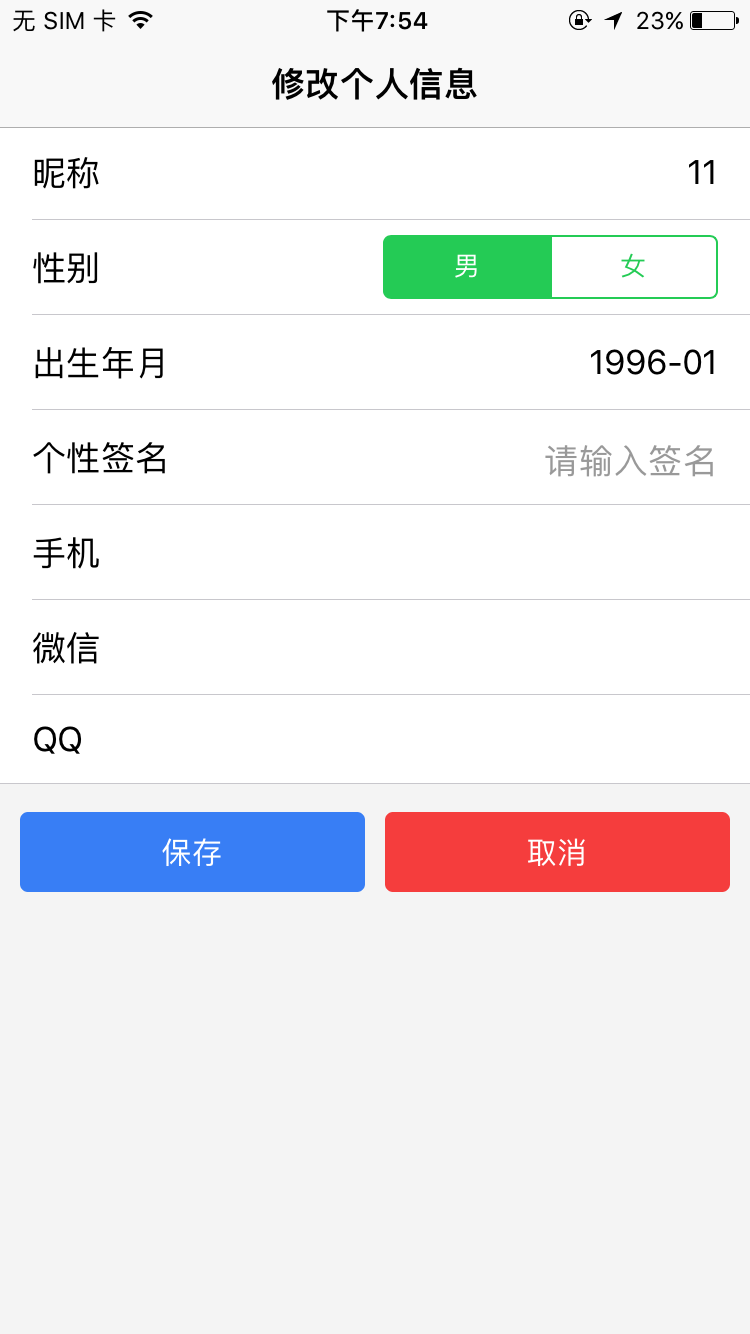 无 SIM 卡 下午7:54 23%
修改个人信息
昵称 11
性别 男 女
出生年月 1996-01
个性签名 请输入签名
手机
微信
QQ
保存 取消